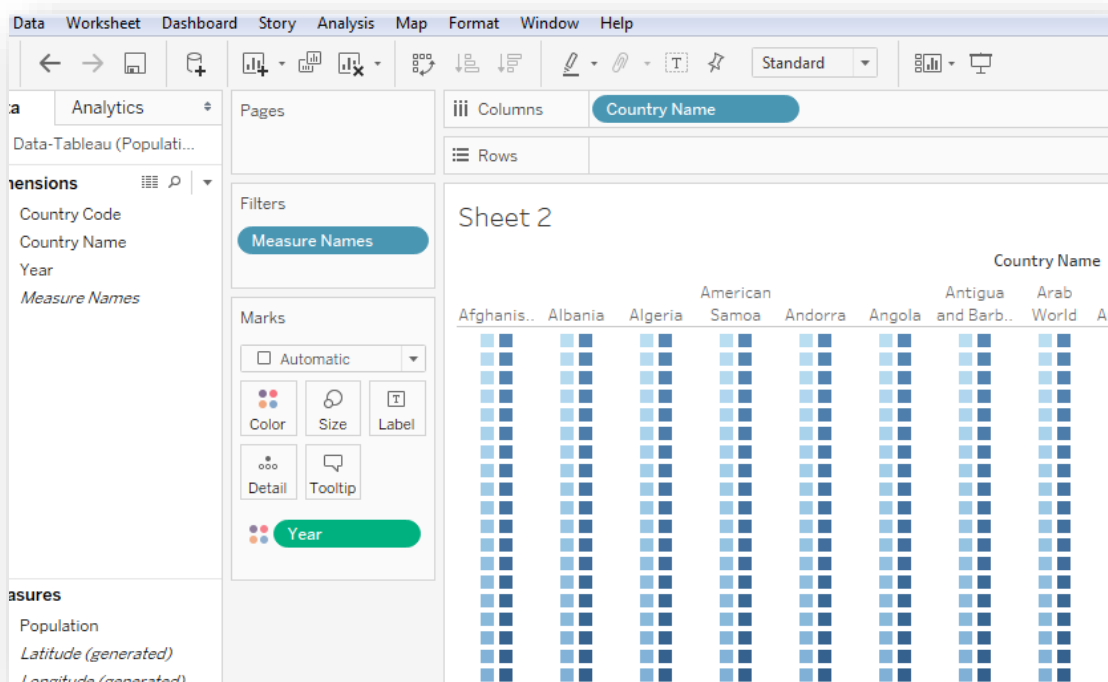 Data Worksheet Dashboard Story Analysis Map Format Window Help
Standard
Analytics
Data-Tableau (Populati...
Country Code
Country Name
Year
Measure Names
Population
Latitude (generated)
Longitude (generated)
Pages
Filters
Measure Names
Marks
Automatic
Color Size Label
T
Detail Tooltip
Year
Columns Country Name
Rows
Sheet 2
Country Name
Afghanis.. Albania Algeria American Samoa Andorra Angola Antigua and Barb.. Arab World A